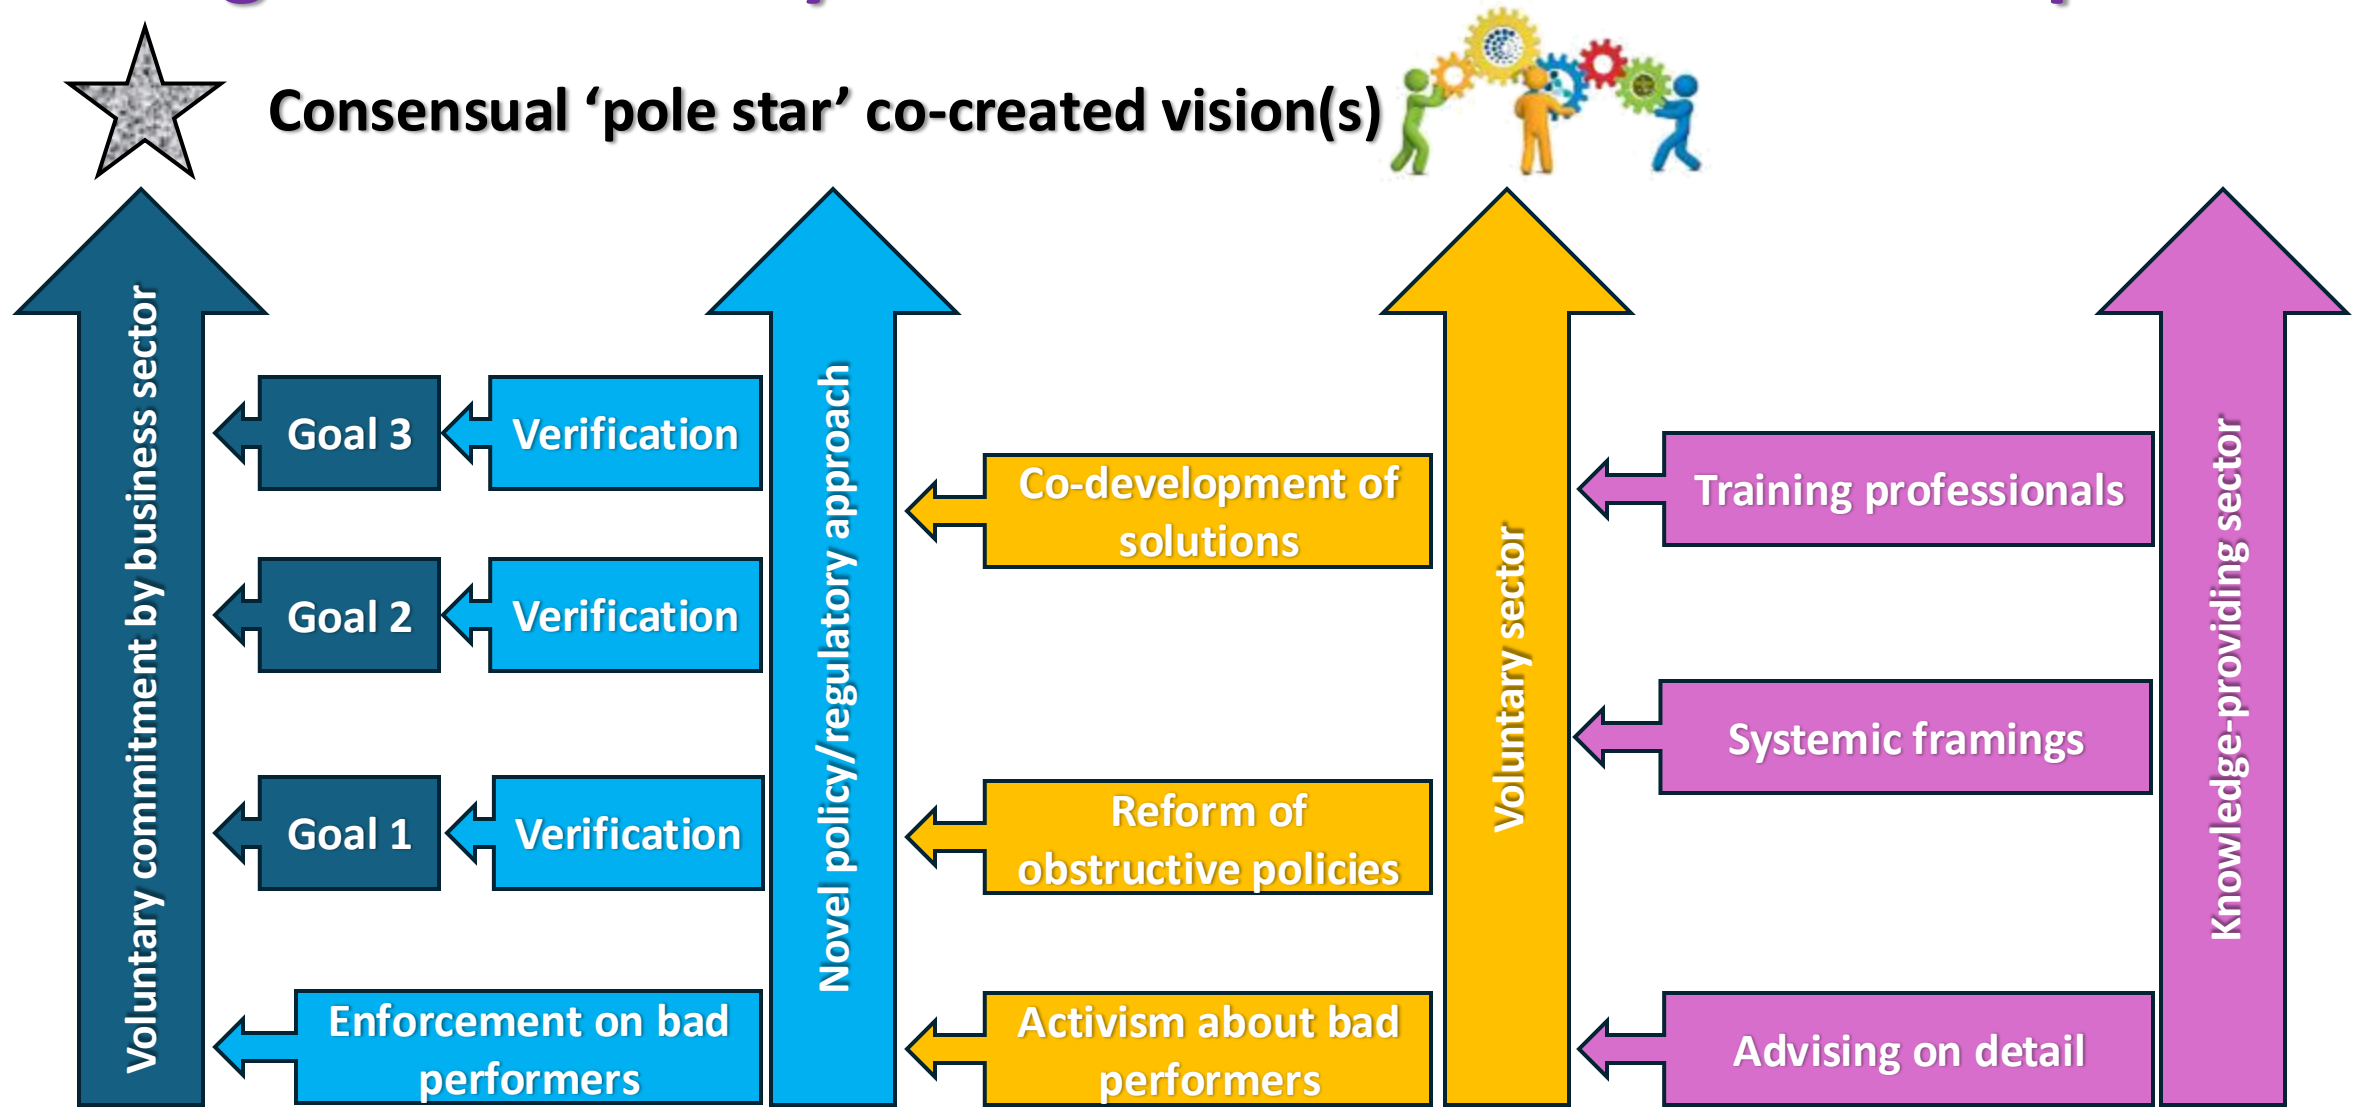 Consensual ‘pole star’ co-created vision(s)
Voluntary commitment by business sector
Goal 3
Verification
Goal 2
Verification
Goal 1
Verification
Enforcement on bad
performers
Novel policy/regulatory approach
Co-development of
solutions
Reform of
obstructive policies
Activism about bad
performers
Voluntary sector
Training professionals
Systemic framings
Advising on detail
Knowledge-providing sector